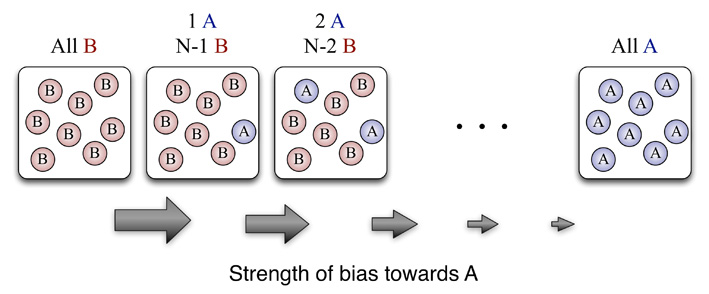 1 A
2 A
All B
N-1 B
N-2 B
All A
B B B B B B B B
B B B B B A B B
A B B B B A B B
. . .
A A A A A A A A
Strength of bias towards A